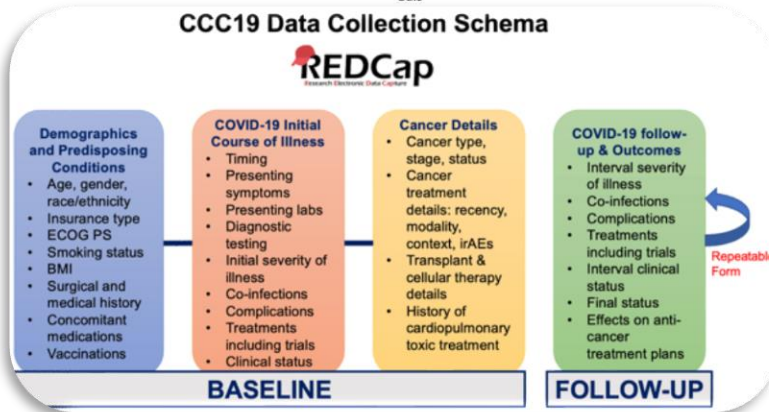 CCC19 Data Collection Schema
REDCap
Research Electronic Data Capture
Demographics
and Predisposing
Conditions
• Age, gender,
race/ethnicity
• Insurance type
• ECOG PS
• Smoking status
• BMI
• Surgical and
medical history
• Concomitant
medications
• Vaccinations
COVID-19 Initial
Course of Illness
• Timing
• Presenting
symptoms
• Presenting labs
• Diagnostic
testing
• Initial severity of
illness
• Co-infections
• Complications
• Treatments
including trials
• Clinical status
Cancer Details
• Cancer type,
stage, status
• Cancer
treatment
details: recency,
modality,
context, irAEs
• Transplant &
cellular therapy
details
• History of
cardiopulmonary
toxic treatment
COVID-19 follow-
up & Outcomes
• Interval severity
of illness
• Co-infections
• Complications
• Treatments
including trials
• Interval clinical
status
• Final status
• Effects on anti-
cancer
treatment plans
Repeatable
Form
BASELINE
FOLLOW-UP